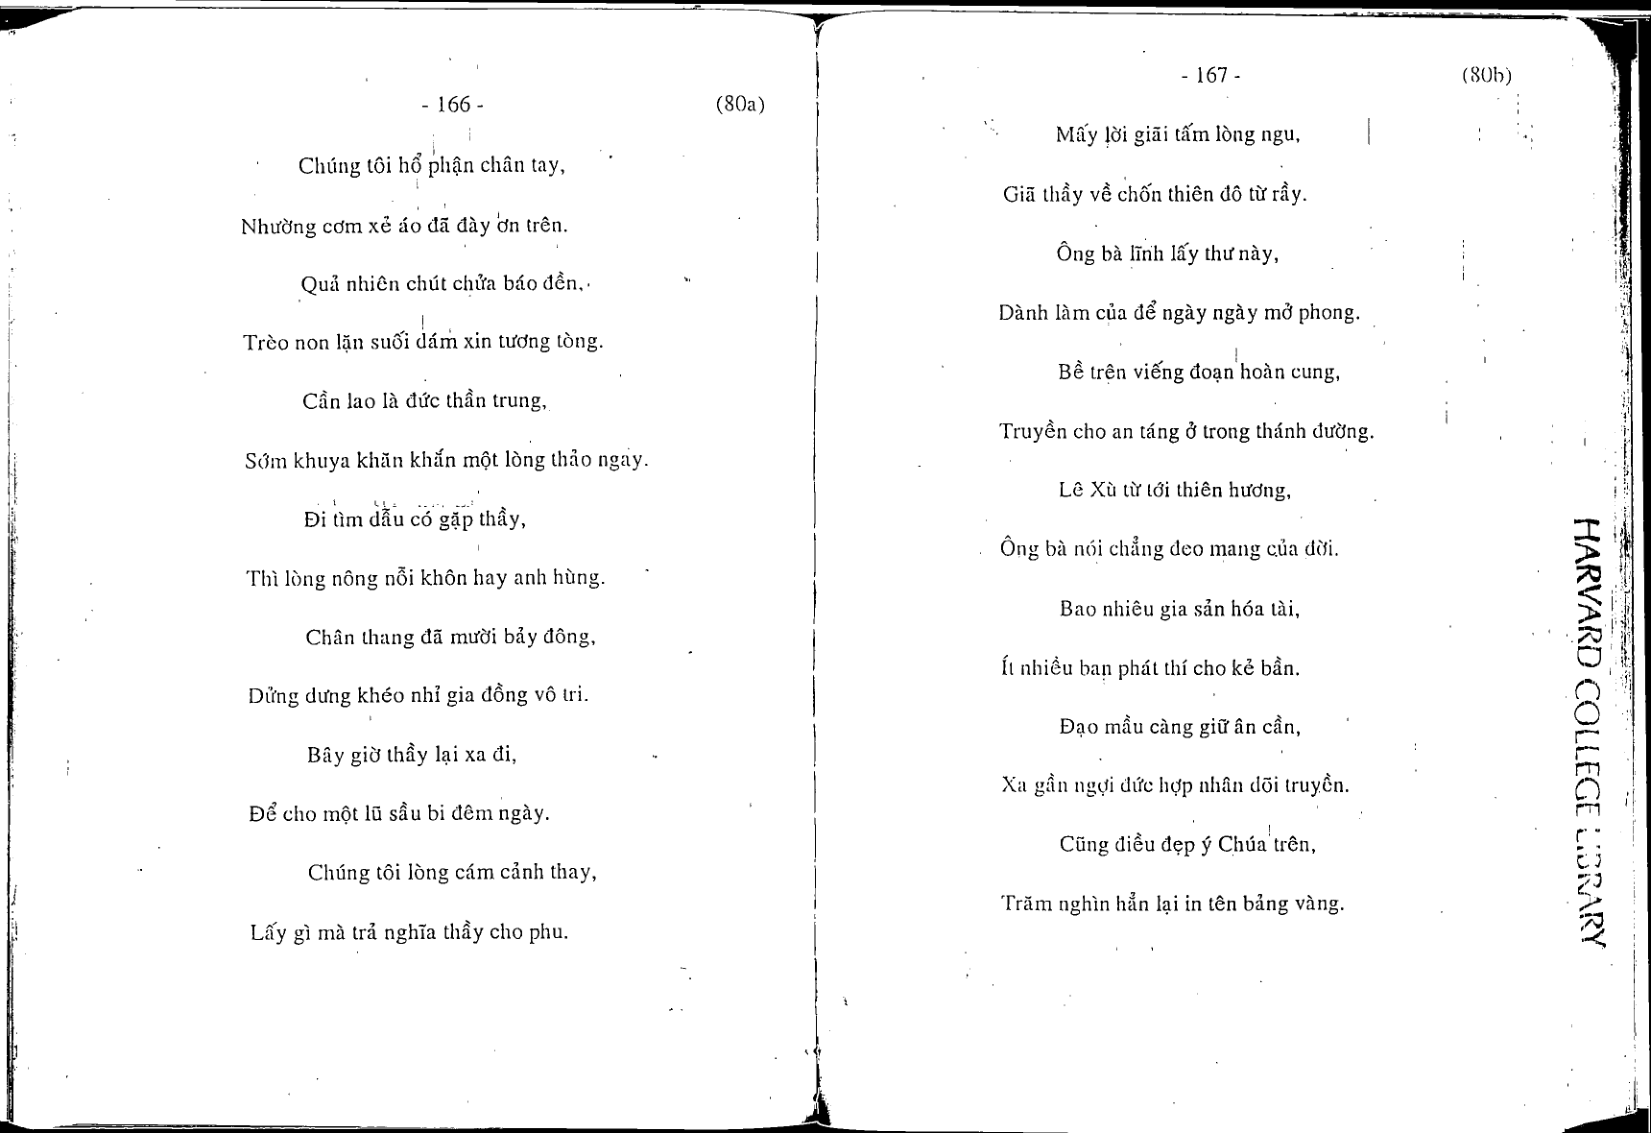 - 166 -
(80a)
Chúng tôi hổ phận chân tay,
Nhường cơm xẻ áo đã đày ơn trên.
Quả nhiên chút chửa báo đền,
Trèo non lặn suối dám xin tương tòng.
Cần lao là đức thần trung,
Sớm khuya khăn khắn một lòng thảo ngay.
Đi tìm dẫu có gặp thầy,
Thì lòng nông nỗi khôn hay anh hùng.
Chân thang đã mười bảy đông,
Dửng dưng khéo nhỉ gia đồng vô tri.
Bây giờ thầy lại xa đi,
Để cho một lũ sầu bi đêm ngày.
Chúng tôi lòng cám cảnh thay,
Lấy gì mà trả nghĩa thầy cho phu.
- 167 -
(80b)
Mấy lời giãi tấm lòng ngu,
Giã thầy về chốn thiên đô từ rầy.
Ông bà lĩnh lấy thư này,
Dành làm của để ngày ngày mở phong.
Bề trên viếng đoạn hoàn cung,
Truyền cho an táng ở trong thánh đường.
Lê Xù từ tới thiên hương,
Ông bà nói chẳng đeo mang của đời.
Bao nhiêu gia sản hóa tài,
Ít nhiều ban phát thí cho kẻ bần.
Đạo mầu càng giữ ân cần,
Xa gần ngợi đức hợp nhân dõi truyền.
Cũng điều đẹp ý Chúa trên,
Trăm nghìn hẳn lại in tên bảng vàng.
HARVARD COLLEGE LIBRARY